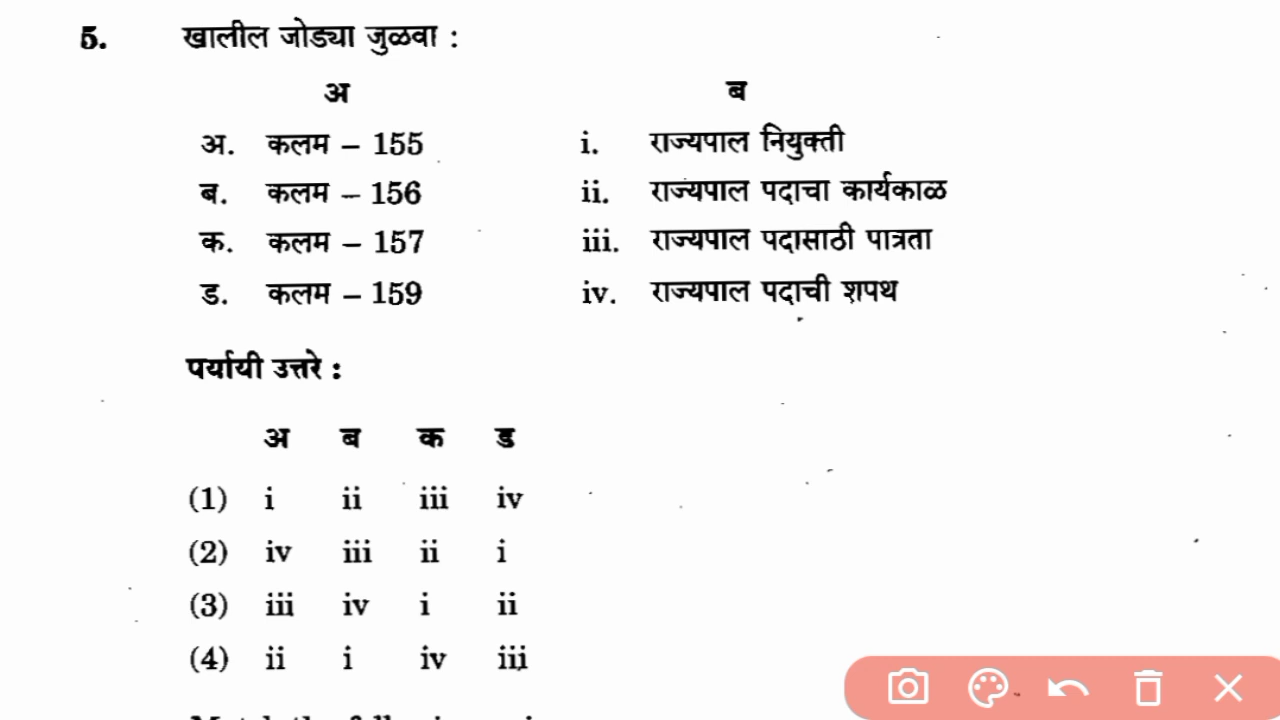 5. खालील जोड्या जुळवा :
अ ब
अ. कलम – 155 i. राज्यपाल नियुक्ती
ब. कलम – 156 ii. राज्यपाल पदाचा कार्यकाळ
क. कलम – 157 iii. राज्यपाल पदासाठी पात्रता
ड. कलम – 159 iv. राज्यपाल पदाची शपथ
पर्यायी उत्तरे :
अ ब क ड
(1) i ii iii iv
(2) iv iii ii i
(3) iii iv i ii
(4) ii i iv iii